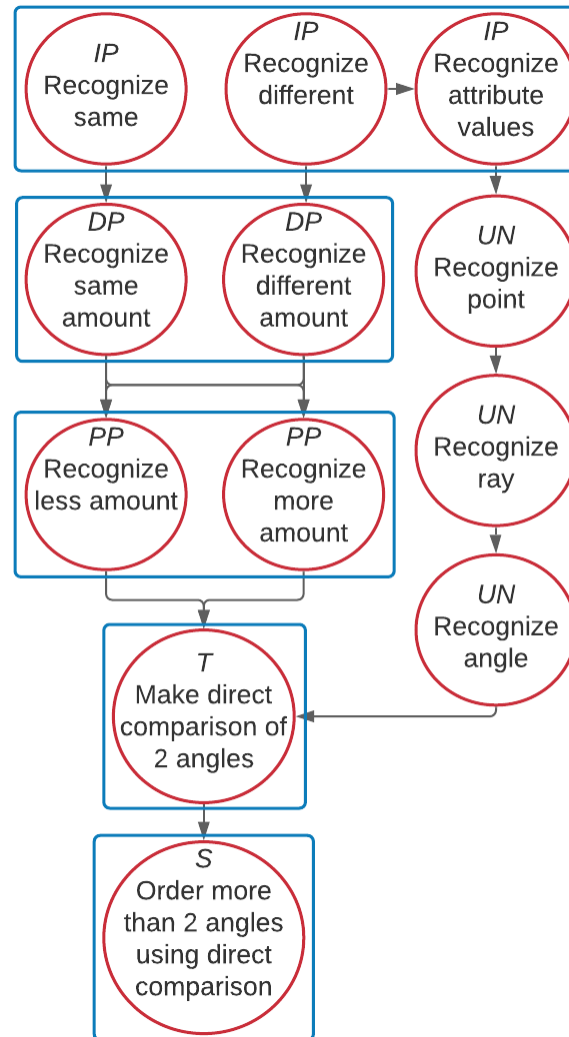 IP
Recognize
same
IP
Recognize
different
IP
Recognize
attribute
values
DP
Recognize
same
amount
DP
Recognize
different
amount
UN
Recognize
point
PP
Recognize
less amount
PP
Recognize
more
amount
UN
Recognize
ray
UN
Recognize
angle
T
Make direct
comparison of
2 angles
S
Order more
than 2 angles
using direct
comparison